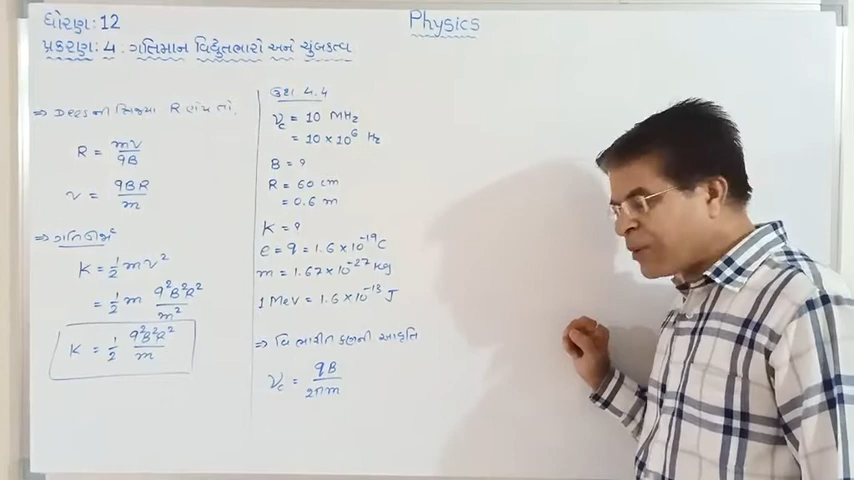 Physics
ધોરણ: 12
પ્રકરણ: 4. ગતિમાન વિદ્યુતભારો અને ચુંબકત્વ
⇒ Deesની ત્રિજ્યા R હોય તો.
R = mv/qB
v = qBR/m
⇒ ગતિઊર્જા
K = 1/2 mv²
= 1/2 m q²B²R²/m²
K = 1/2 q²B²R²/m
ઉદા. 4.4
ν_c = 10 MHz
= 10 × 10⁶ Hz
B = ?
R = 60 cm
= 0.6 m
K = ?
e = q = 1.6 × 10⁻¹⁹ C
m = 1.67 × 10⁻²⁷ kg
1 MeV = 1.6 × 10⁻¹³ J
⇒ વિભારીત કણની આવૃતિ
ν_c = qB/2πm